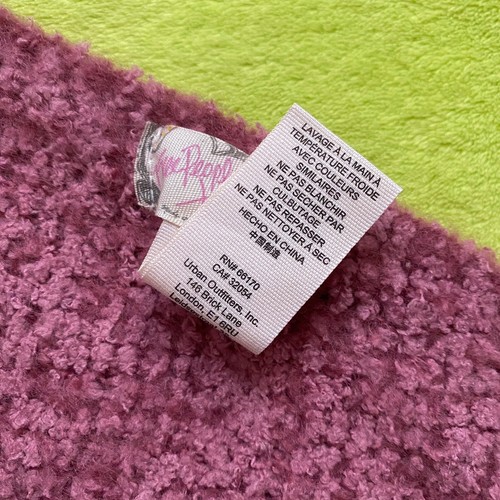 Free People
LAVAGE À LA MAIN À
TEMPÉRATURE FROIDE
AVEC COULEURS
SIMILAIRES
NE PAS BLANCHIR
NE PAS SÉCHER PAR
CULBUTAGE
NE PAS REPASSER
NE PAS NETTOYER A SEC
HECHO EN CHINA
中国制造
RN# 66170
CA# 32054
Urban Outfitters, Inc.
146 Brick Lane
London, E1 6RU